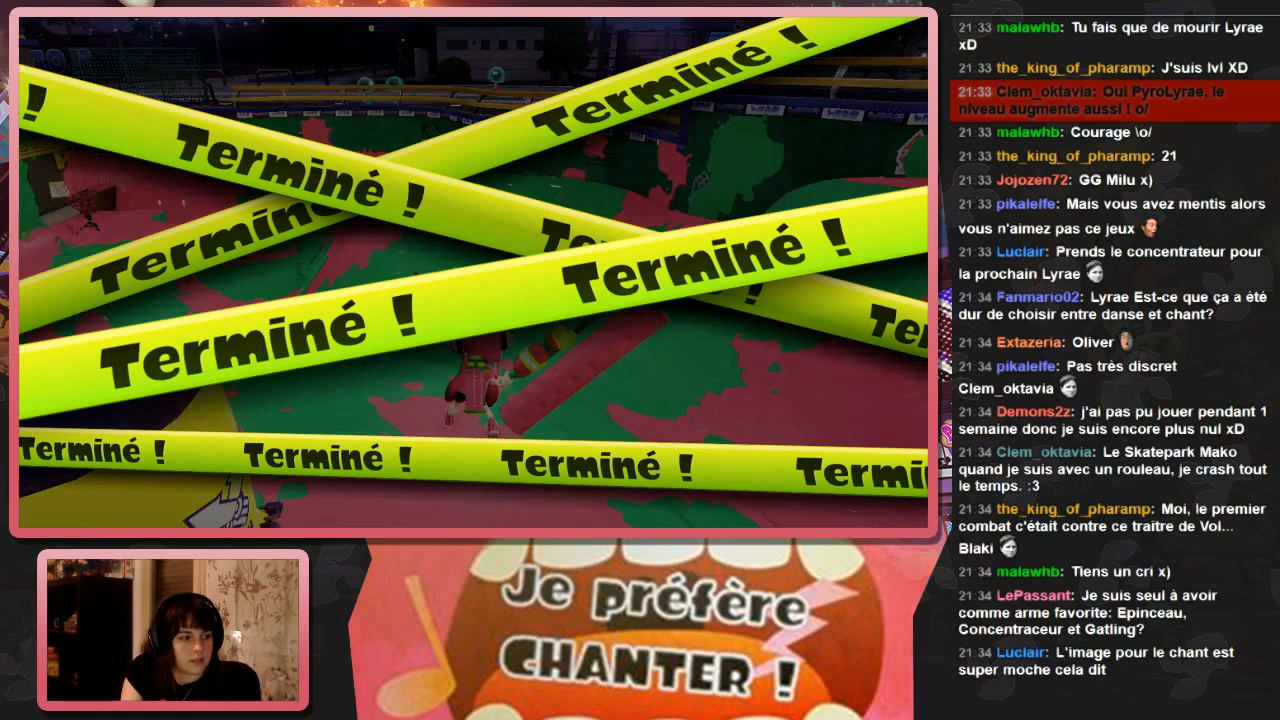 !
Terminé !
Terminé !
Terminé
Te
Terminé !
!
Te
Terminé !
Terminé !
Terminé !
Terminé !
Termi
Je préfère
CHANTER !
21:33 malawhb: Tu fais que de mourir Lyrae
xD
21:33 the_king_of_pharamp: J'suis lvl XD
21:33 Clem_oktavia: Oui PyroLyrae, le
niveau augmente aussi ! o/
21:33 malawhb: Courage \o/
21:33 the_king_of_pharamp: 21
21:33 Jojozen72: GG Milu x)
21:33 pikalelfe: Mais vous avez mentis alors
vous n'aimez pas ce jeux
21:33 Luclair: Prends le concentrateur pour
la prochain Lyrae
21:34 Fanmario02: Lyrae Est-ce que ça a été
dur de choisir entre danse et chant?
21:34 Extazeria: Oliver
21:34 pikalelfe: Pas très discret
Clem_oktavia
21:34 Demons2z: j'ai pas pu jouer pendant 1
semaine donc je suis encore plus nul xD
21:34 Clem_oktavia: Le Skatepark Mako
quand je suis avec un rouleau, je crash tout
le temps. :3
21:34 the_king_of_pharamp: Moi, le premier
combat c'était contre ce traitre de Vol...
Blaki
21:34 malawhb: Tiens un cri x)
21:34 LePassant: Je suis seul à avoir
comme arme favorite: Epinceau,
Concentraceur et Gatling?
21:34 Luclair: L'image pour le chant est
super moche cela dit